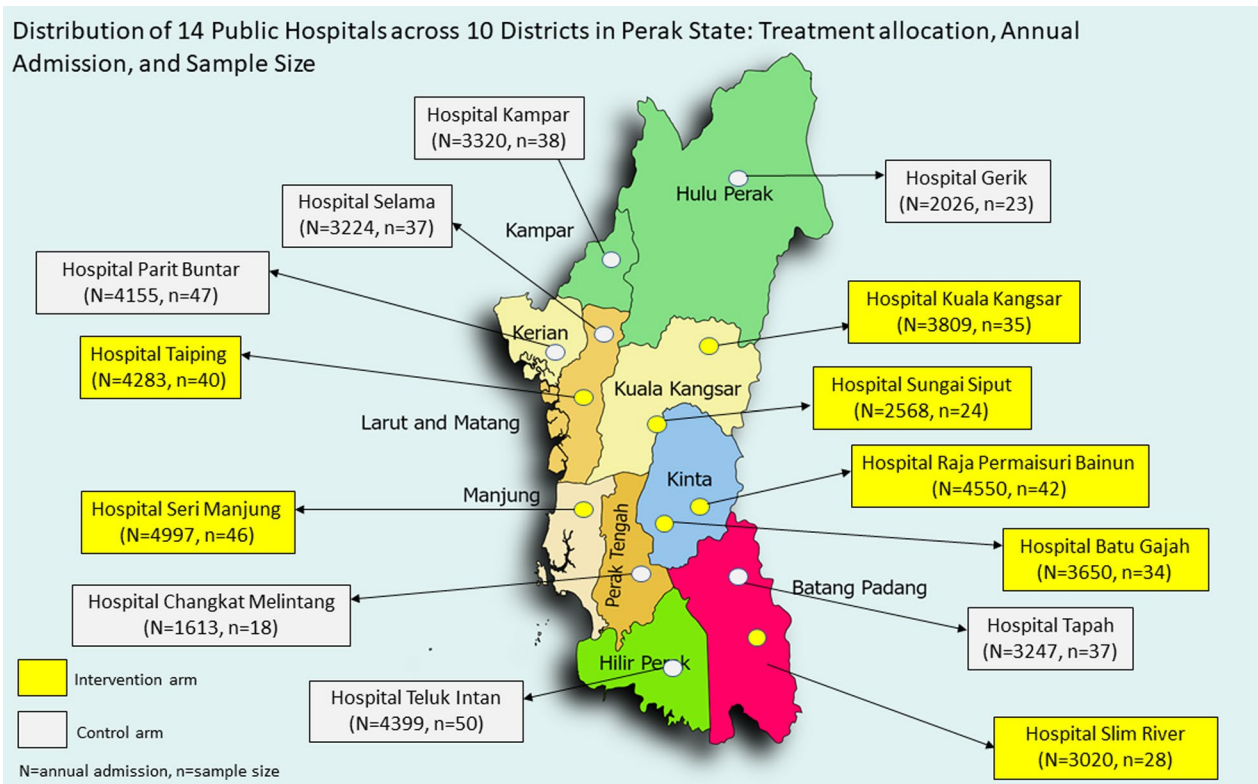 Distribution of 14 Public Hospitals across 10 Districts in Perak State: Treatment allocation, Annual
Admission, and Sample Size
Hospital Kampar
(N=3320, n=38)
Hospital Gerik
(N=2026, n=23)
Hulu Perak
Hospital Selama
(N=3224, n=37)
Kampar
Hospital Parit Buntar
(N=4155, n=47)
Hospital Kuala Kangsar
(N=3809, n=35)
Kerian
Hospital Taiping
(N=4283, n=40)
Kuala Kangsar
Hospital Sungai Siput
(N=2568, n=24)
Larut and Matang
Hospital Raja Permaisuri Bainun
(N=4550, n=42)
Kinta
Manjung
Hospital Seri Manjung
(N=4997, n=46)
Perak Tengah
Hospital Batu Gajah
(N=3650, n=34)
Batang Padang
Hospital Changkat Melintang
(N=1613, n=18)
Hospital Tapah
(N=3247, n=37)
Hilir Perak
Intervention arm
Hospital Teluk Intan
(N=4399, n=50)
Control arm
Hospital Slim River
(N=3020, n=28)
N=annual admission, n=sample size